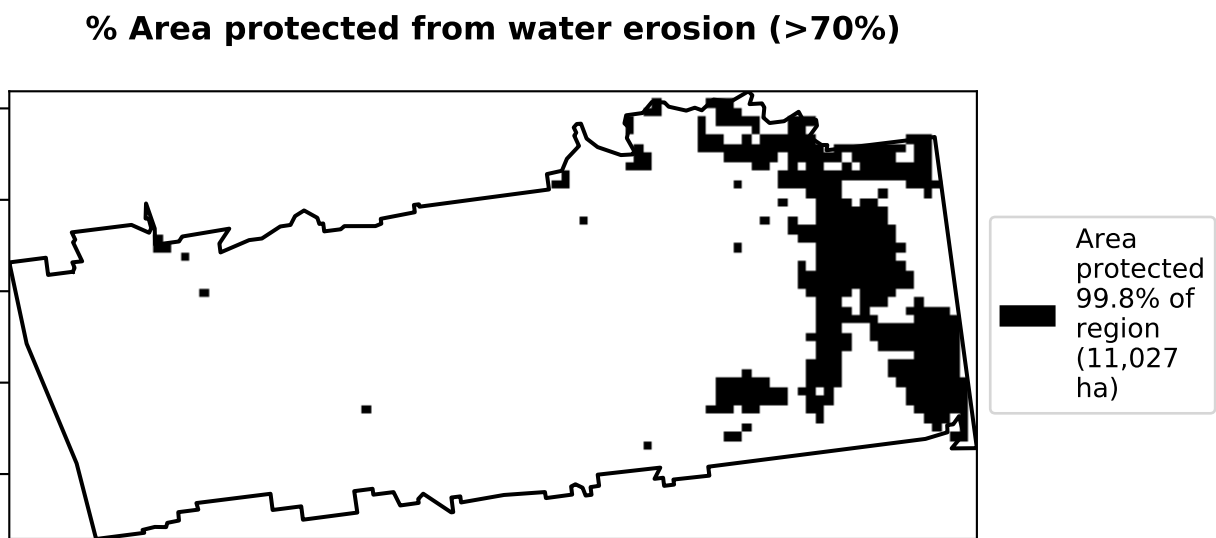 % Area protected from water erosion (>70%)
Area
protected
99.8% of
region
(11,027
ha)